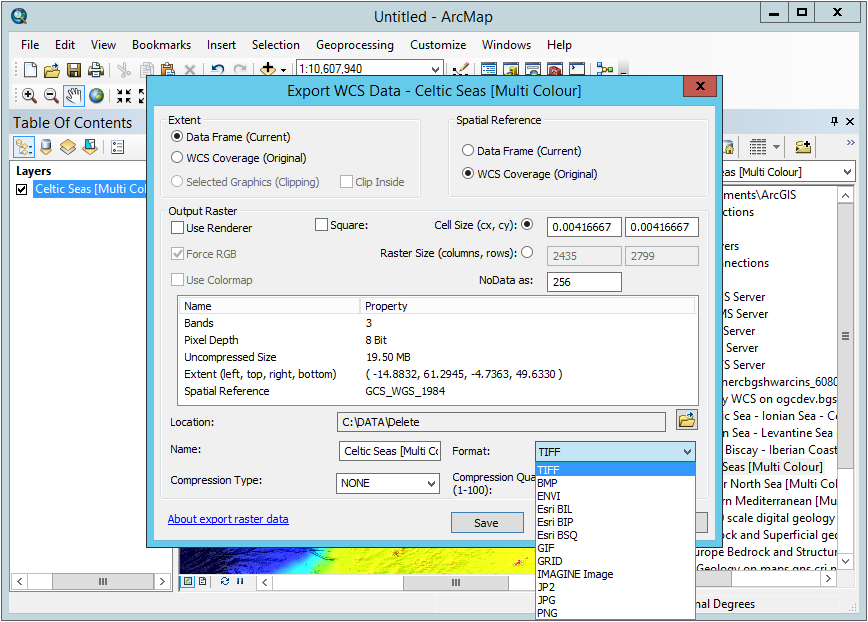 Untitled - ArcMap
File Edit View Bookmarks Insert Selection Geoprocessing Customize Windows Help
1:10,607,940
Export WCS Data - Celtic Seas [Multi Colour]
Table Of Contents
Layers
Celtic Seas [Multi Col
Extent
Data Frame (Current)
WCS Coverage (Original)
Selected Graphics (Clipping) Clip Inside
Spatial Reference
Data Frame (Current)
WCS Coverage (Original)
Output Raster
Use Renderer Square: Cell Size (cx, cy): 0.00416667 0.00416667
Force RGB Raster Size (columns, rows): 2435 2799
Use Colormap NoData as: 256
Name Property
Bands 3
Pixel Depth 8 Bit
Uncompressed Size 19.50 MB
Extent (left, top, right, bottom) ( -14.8832, 61.2945, -4.7363, 49.6330 )
Spatial Reference GCS_WGS_1984
Location: C:\DATA\Delete
Name: Celtic Seas [Multi Co Format: TIFF
Compression Type: NONE Compression Qua
(1-100):
About export raster data Save
TIFF
BMP
ENVI
Esri BIL
Esri BIP
Esri BSQ
GIF
GRID
IMAGINE Image
JP2
JPG
PNG
eas [Multi Colour]
ments\ArcGIS
ctions
vers
nnections
S Server
MS Server
Server
Server
S Server
nercbgshwarcins_6080
y WCS on ogcdev.bgs
c Sea - Ionian Sea - C
n Sea - Levantine Sea
Biscay - Iberian Coast
Seas [Multi Colour]
r North Sea [Multi Co
rn Mediterranean [Mu
0 scale digital geology
ck and Superficial geo
urope Bedrock and Structur
Geology on maps.gns.cri.n
nal Degrees